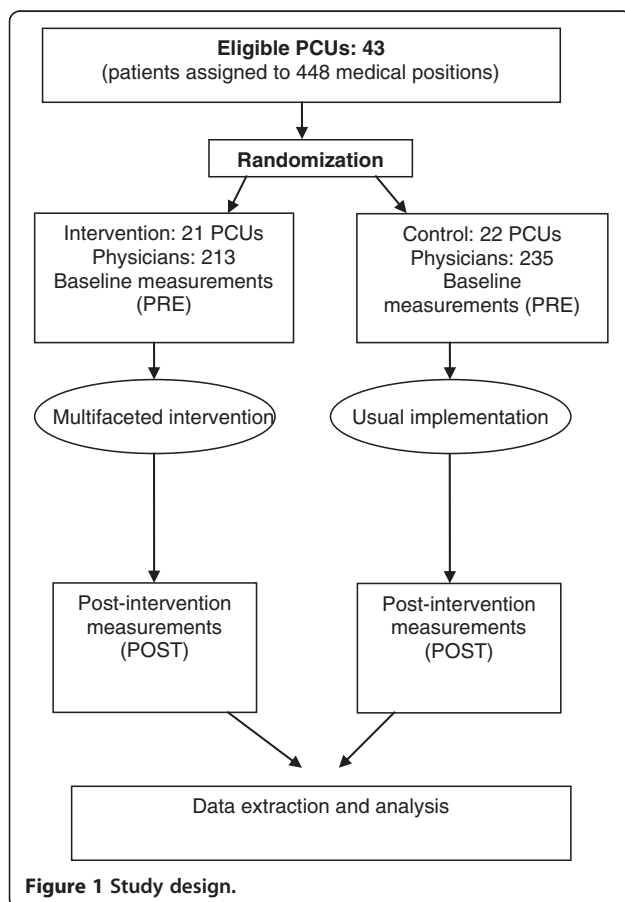 Eligible PCUs: 43
(patients assigned to 448 medical positions)
Randomization
Intervention: 21 PCUs
Physicians: 213
Baseline measurements
(PRE)
Control: 22 PCUs
Physicians: 235
Baseline
measurements (PRE)
Multifaceted intervention
Usual implementation
Post-intervention
measurements
(POST)
Post-intervention
measurements
(POST)
Data extraction and analysis
Figure 1 Study design.